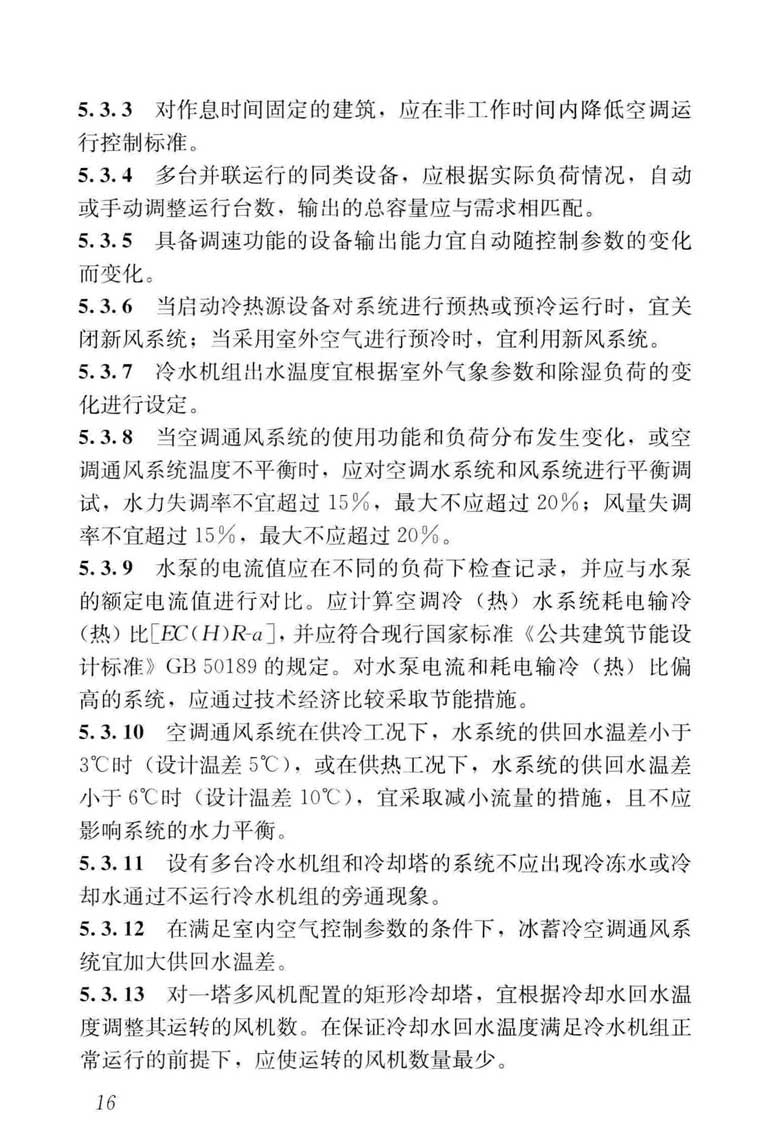 5.3.3 对作息时间固定的建筑，应在非工作时间内降低空调运
行控制标准。
5.3.4 多台并联运行的同类设备，应根据实际负荷情况，自动
或手动调整运行台数，输出的总容量应与需求相匹配。
5.3.5 具备调速功能的设备输出能力宜自动随控制参数的变化
而变化。
5.3.6 当启动冷热源设备对系统进行预热或预冷运行时，宜关
闭新风系统；当采用室外空气进行预冷时，宜利用新风系统。
5.3.7 冷水机组出水温度宜根据室外气象参数和除湿负荷的变
化进行设定。
5.3.8 当空调通风系统的使用功能和负荷分布发生变化，或空
调通风系统温度不平衡时，应对空调水系统和风系统进行平衡调
试，水力失调率不宜超过 15%，最大不应超过 20%；风量失调
率不宜超过 15%，最大不应超过 20%。
5.3.9 水泵的电流值应在不同的负荷下检查记录，并应与水泵
的额定电流值进行对比。应计算空调冷（热）水系统耗电输冷
（热）比[EC(H)R-a]，并应符合现行国家标准《公共建筑节能设
计标准》GB 50189 的规定。对水泵电流和耗电输冷（热）比偏
高的系统，应通过技术经济比较采取节能措施。
5.3.10 空调通风系统在供冷工况下，水系统的供回水温差小于
3℃时（设计温差 5℃），或在供热工况下，水系统的供回水温差
小于 6℃时（设计温差 10℃），宜采取减小流量的措施，且不应
影响系统的水力平衡。
5.3.11 设有多台冷水机组和冷却塔的系统不应出现冷冻水或冷
却水通过不运行冷水机组的旁通现象。
5.3.12 在满足室内空气控制参数的条件下，冰蓄冷空调通风系
统宜加大供回水温差。
5.3.13 对一塔多风机配置的矩形冷却塔，宜根据冷却水回水温
度调整其运转的风机数。在保证冷却水回水温度满足冷水机组正
常运行的前提下，应使运转的风机数量最少。
16